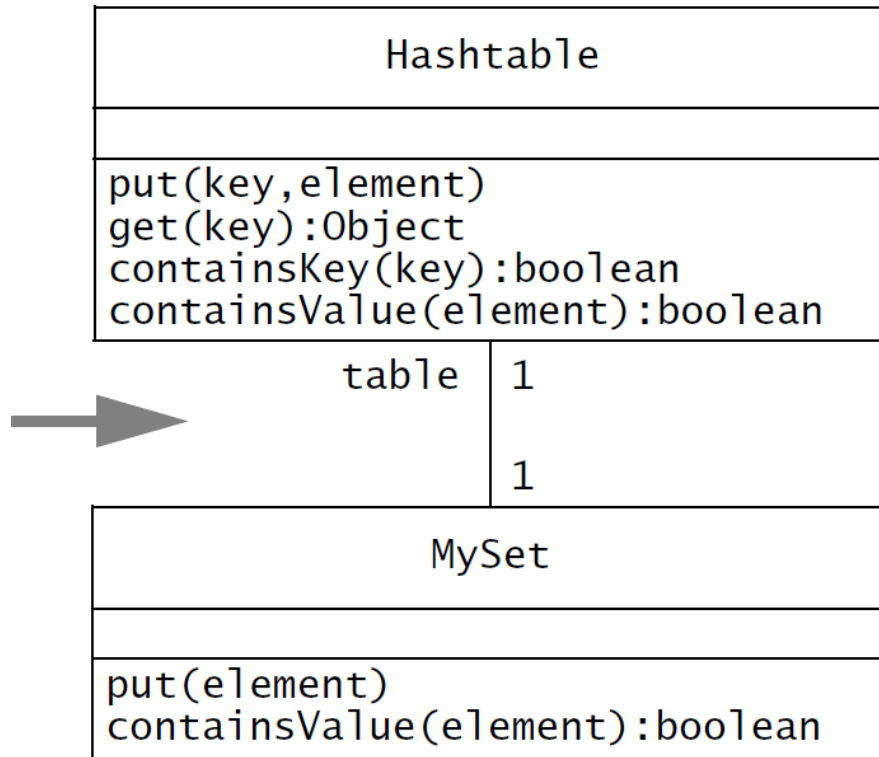 Hashtable
put(key,element)
get(key):Object
containsKey(key):boolean
containsValue(element):boolean
table 1
1
MySet
put(element)
containsValue(element):boolean